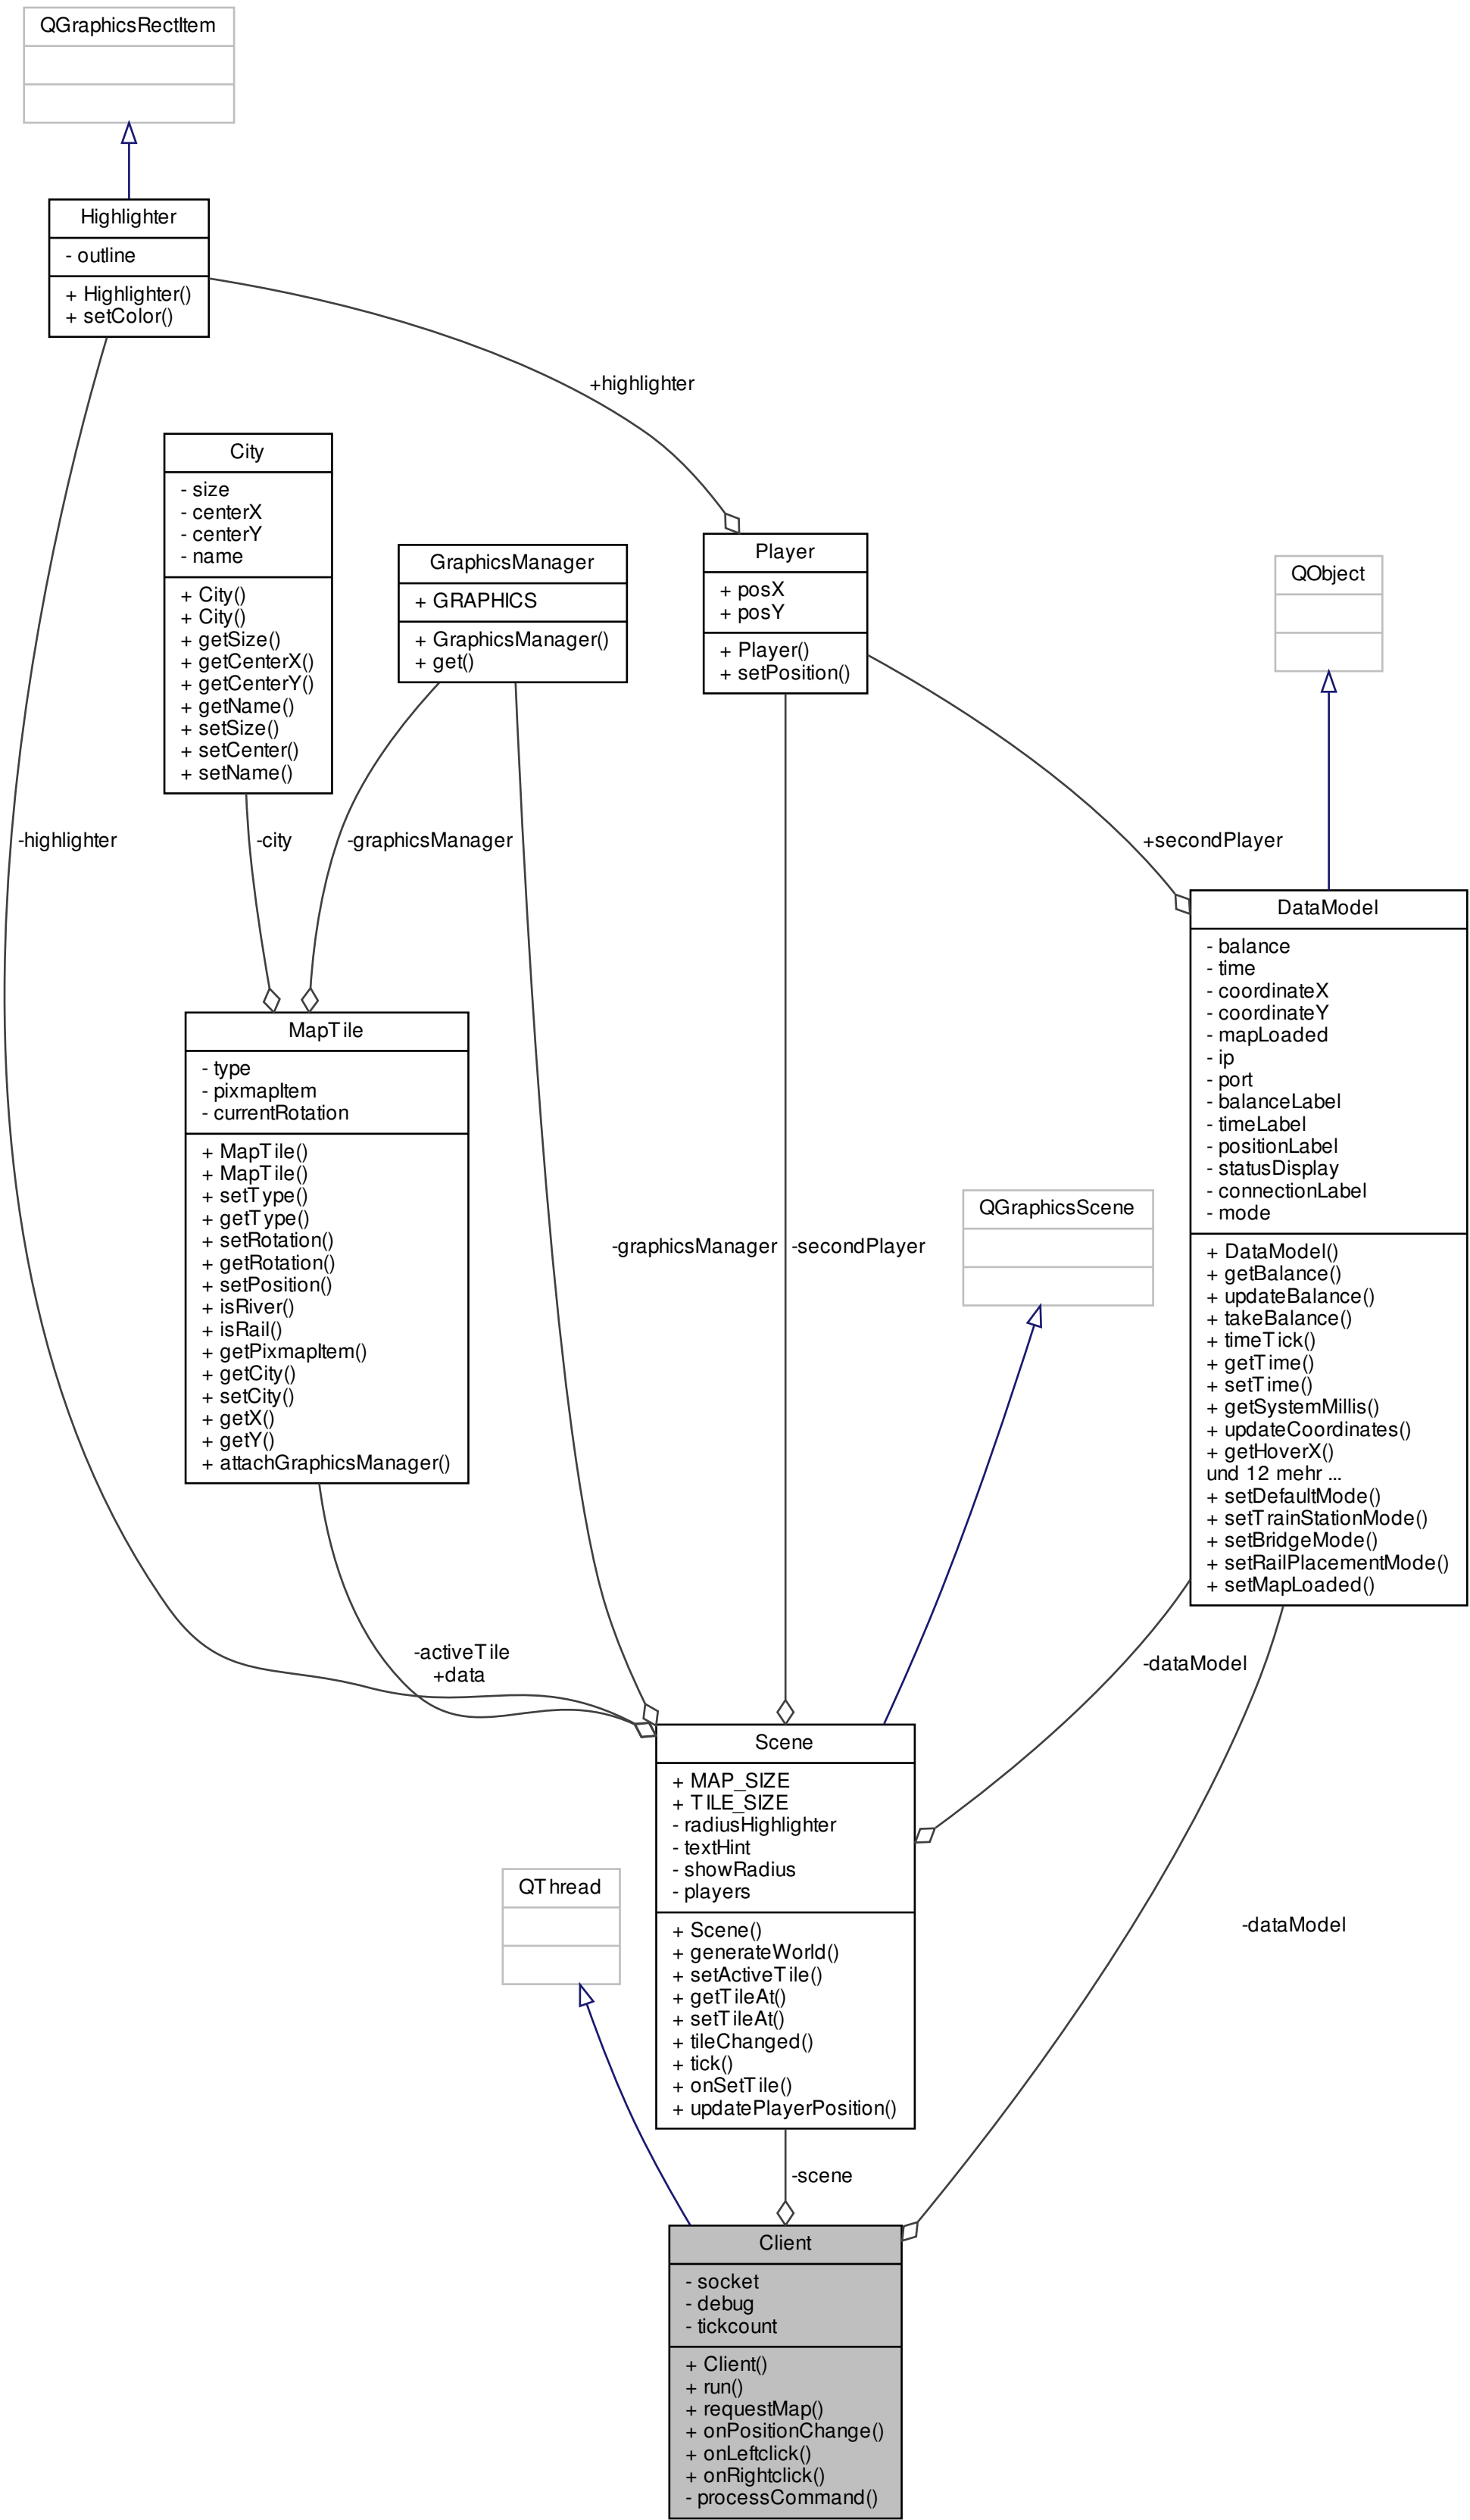 QGraphicsRectItem
Highlighter
- outline
+ Highlighter()
+ setColor()
+highlighter
City
- size
- centerX
- centerY
- name
+ City()
+ City()
+ getSize()
+ getCenterX()
+ getCenterY()
+ getName()
+ setSize()
+ setCenter()
+ setName()
GraphicsManager
+ GRAPHICS
+ GraphicsManager()
+ get()
Player
+ posX
+ posY
+ Player()
+ setPosition()
QObject
-highlighter
-city
-graphicsManager
+secondPlayer
DataModel
- balance
- time
- coordinateX
- coordinateY
- mapLoaded
- ip
- port
- balanceLabel
- timeLabel
- positionLabel
- statusDisplay
- connectionLabel
- mode
+ DataModel()
+ getBalance()
+ updateBalance()
+ takeBalance()
+ timeTick()
+ getTime()
+ setTime()
+ getSystemMillis()
+ updateCoordinates()
+ getHoverX()
und 12 mehr ...
+ setDefaultMode()
+ setTrainStationMode()
+ setBridgeMode()
+ setRailPlacementMode()
+ setMapLoaded()
MapTile
- type
- pixmapItem
- currentRotation
+ MapTile()
+ MapTile()
+ setType()
+ getType()
+ setRotation()
+ getRotation()
+ setPosition()
+ isRiver()
+ isRail()
+ getPixmapItem()
+ getCity()
+ setCity()
+ getX()
+ getY()
+ attachGraphicsManager()
-graphicsManager
-secondPlayer
QGraphicsScene
-activeTile
+data
-dataModel
Scene
+ MAP_SIZE
+ TILE_SIZE
- radiusHighlighter
- textHint
- showRadius
- players
+ Scene()
+ generateWorld()
+ setActiveTile()
+ getTileAt()
+ setTileAt()
+ tileChanged()
+ tick()
+ onSetTile()
+ updatePlayerPosition()
QThread
-dataModel
-scene
Client
- socket
- debug
- tickcount
+ Client()
+ run()
+ requestMap()
+ onPositionChange()
+ onLeftclick()
+ onRightclick()
- processCommand()